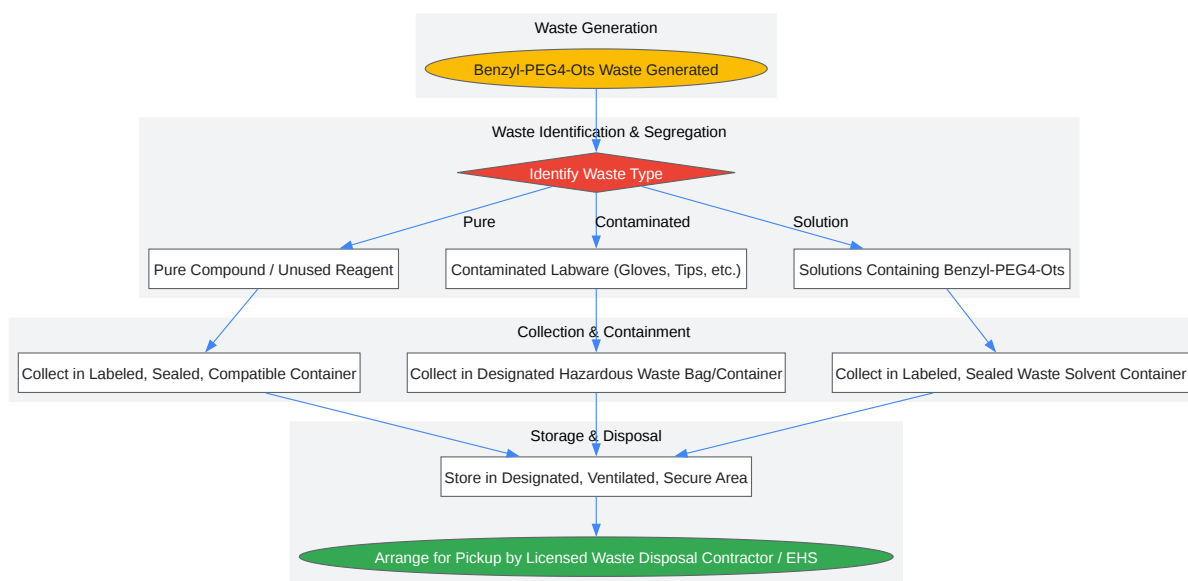 Waste Generation
Benzyl-PEG4-Ots Waste Generated
Waste Identification & Segregation
Identify Waste Type
Pure
Contaminated
Solution
Pure Compound / Unused Reagent
Contaminated Labware (Gloves, Tips, etc.)
Solutions Containing Benzyl-PEG4-Ots
Collection & Containment
Collect in Labeled, Sealed, Compatible Container
Collect in Designated Hazardous Waste Bag/Container
Collect in Labeled, Sealed Waste Solvent Container
Storage & Disposal
Store in Designated, Ventilated, Secure Area
Arrange for Pickup by Licensed Waste Disposal Contractor / EHS